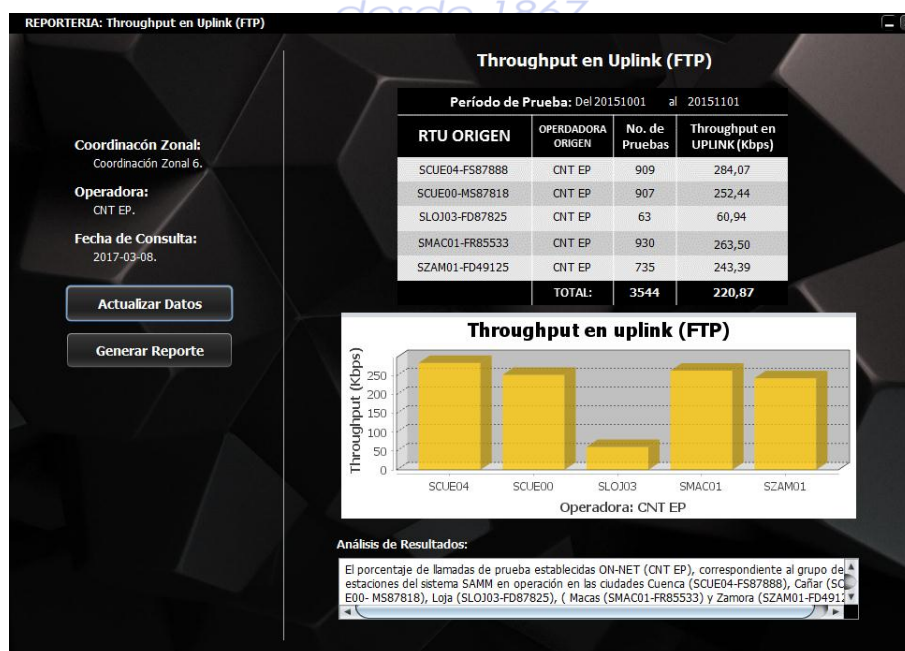 desde 1867
REPORTERIA: Throughput en Uplink (FTP)
Throughput en Uplink (FTP)
Coordinacón Zonal:
Coordinación Zonal 6.
Operadora:
CNT EP.
Fecha de Consulta:
2017-03-08.
Actualizar Datos
Generar Reporte
Período de Prueba: Del 20151001 al 20151101
RTU ORIGEN OPERDADORA ORIGEN No. de Pruebas Throughput en UPLINK (Kbps)
SCUE04-FS87888 CNT EP 909 284,07
SCUE00-MS87818 CNT EP 907 252,44
SLOJ03-FD87825 CNT EP 63 60,94
SMAC01-FR85533 CNT EP 930 263,50
SZAM01-FD49125 CNT EP 735 243,39
TOTAL: 3544 220,87
Throughput en uplink (FTP)
Throughput (Kbps)
250
200
150
100
50
0
SCUE04 SCUE00 SLOJ03 SMAC01 SZAM01
Operadora: CNT EP
Análisis de Resultados:
El porcentaje de llamadas de prueba establecidas ON-NET (CNT EP), correspondiente al grupo de
estaciones del sistema SAMM en operación en las ciudades Cuenca (SCUE04-FS87888), Cañar (SC
E00- MS87818), Loja (SLOJ03-FD87825), ( Macas (SMAC01-FR85533) y Zamora (SZAM01-FD4912